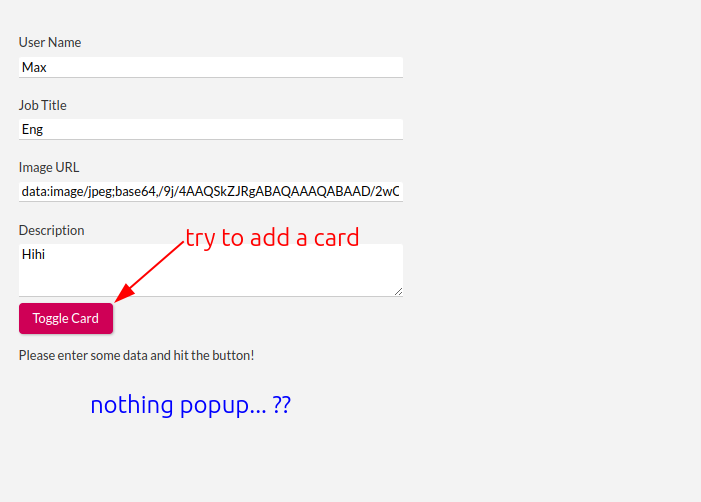 User Name
Max
Job Title
Eng
Image URL
data:image/jpeg;base64,/9j/4AAQSkZJRgABAQAAAQABAAD/2wC
Description
try to add a card
Hihi
Toggle Card
Please enter some data and hit the button!
nothing popup... ??